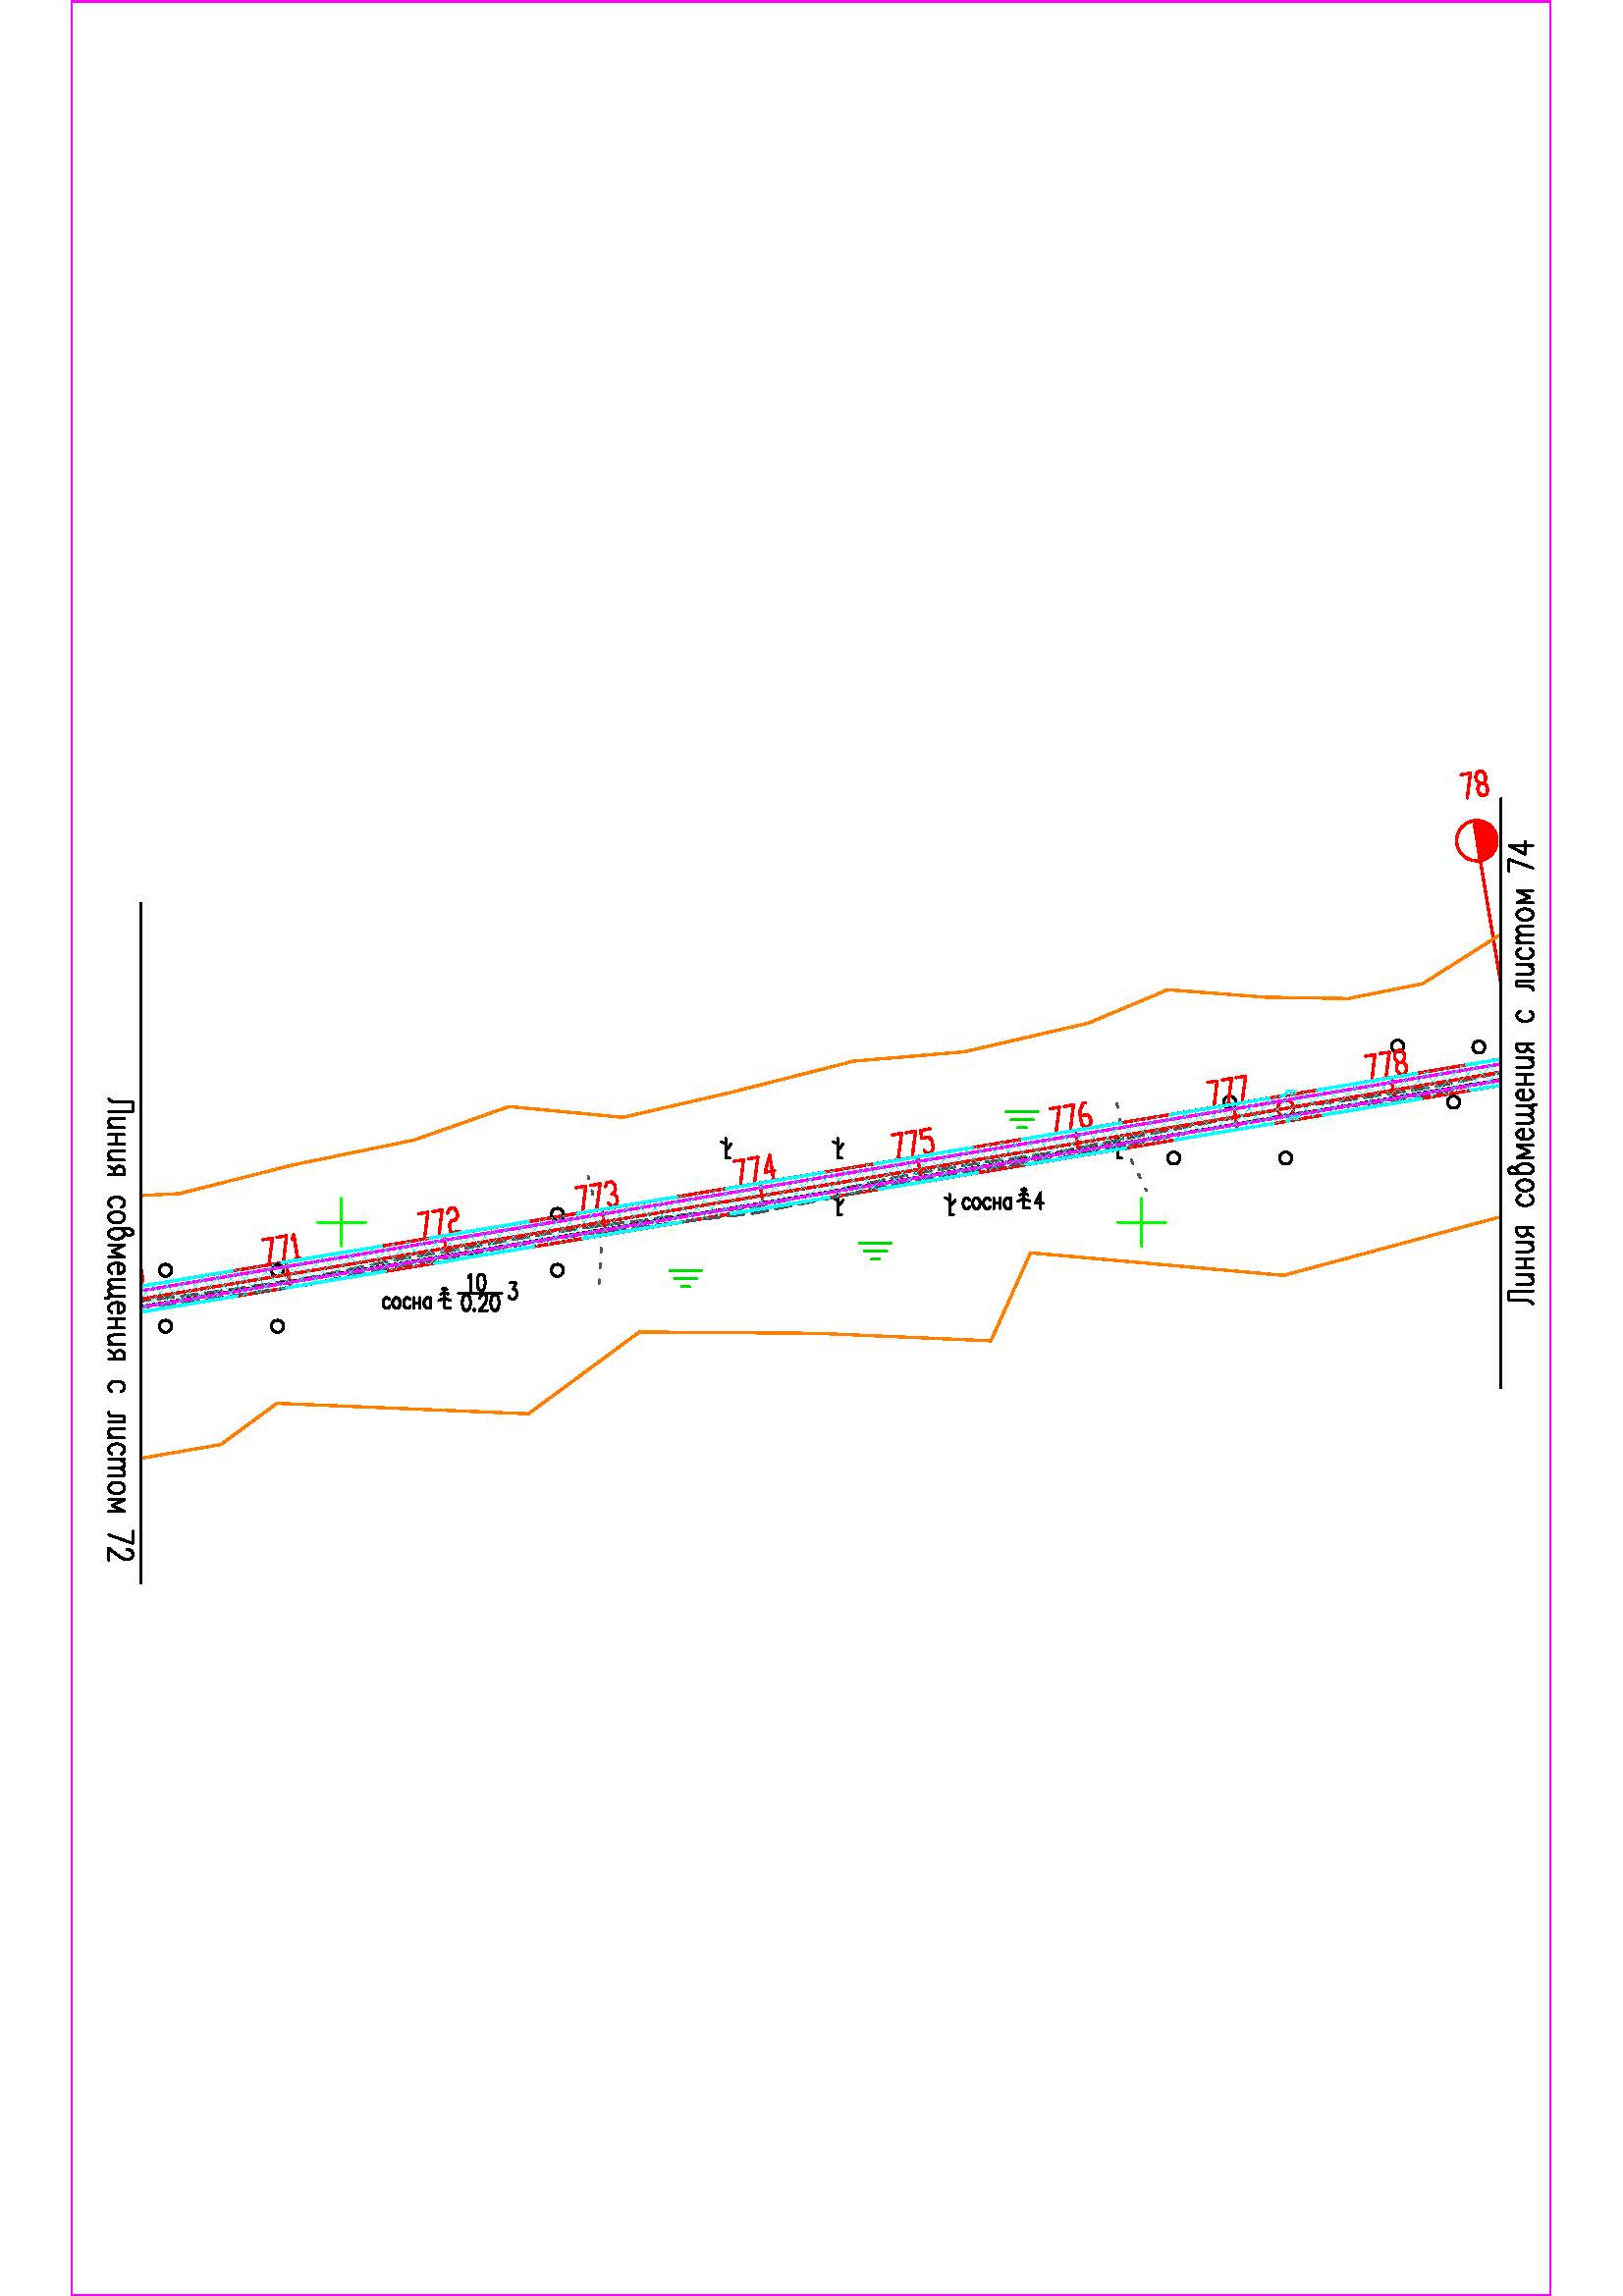 78
Линия совмещения с листом 74
778
777
776
775
774
773
772
771
сосна 4
сосна 10 3
0.20
Линия совмещения с листом 72